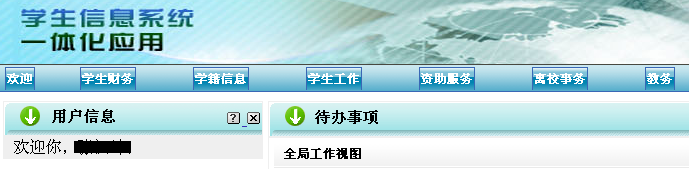 学生信息系统
一体化应用
欢迎 学生财务 学籍信息 学生工作 资助服务 离校事务 教务
用户信息 ? X
欢迎你，
待办事项
全局工作视图